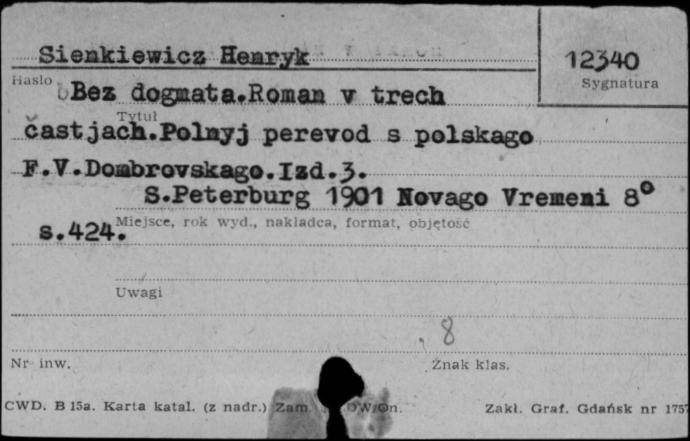 Sienkiewicz Henryk
12340
Hasło
Sygnatura
Bez dogmata.Roman v trech
Tytuł
častjach.Polnyj perevod s polskago
F.V.Dombrovskago.Izd.3.
S.Peterburg 1901 Novago Vremeni 8°
Miejsce, rok wyd., nakładca, format, objętość
s.424.
Uwagi
8
Nr inw.
Znak klas.
CWD. B 15a. Karta katal. (z nadr.) Zam.
Zakł. Graf. Gdańsk nr 1757